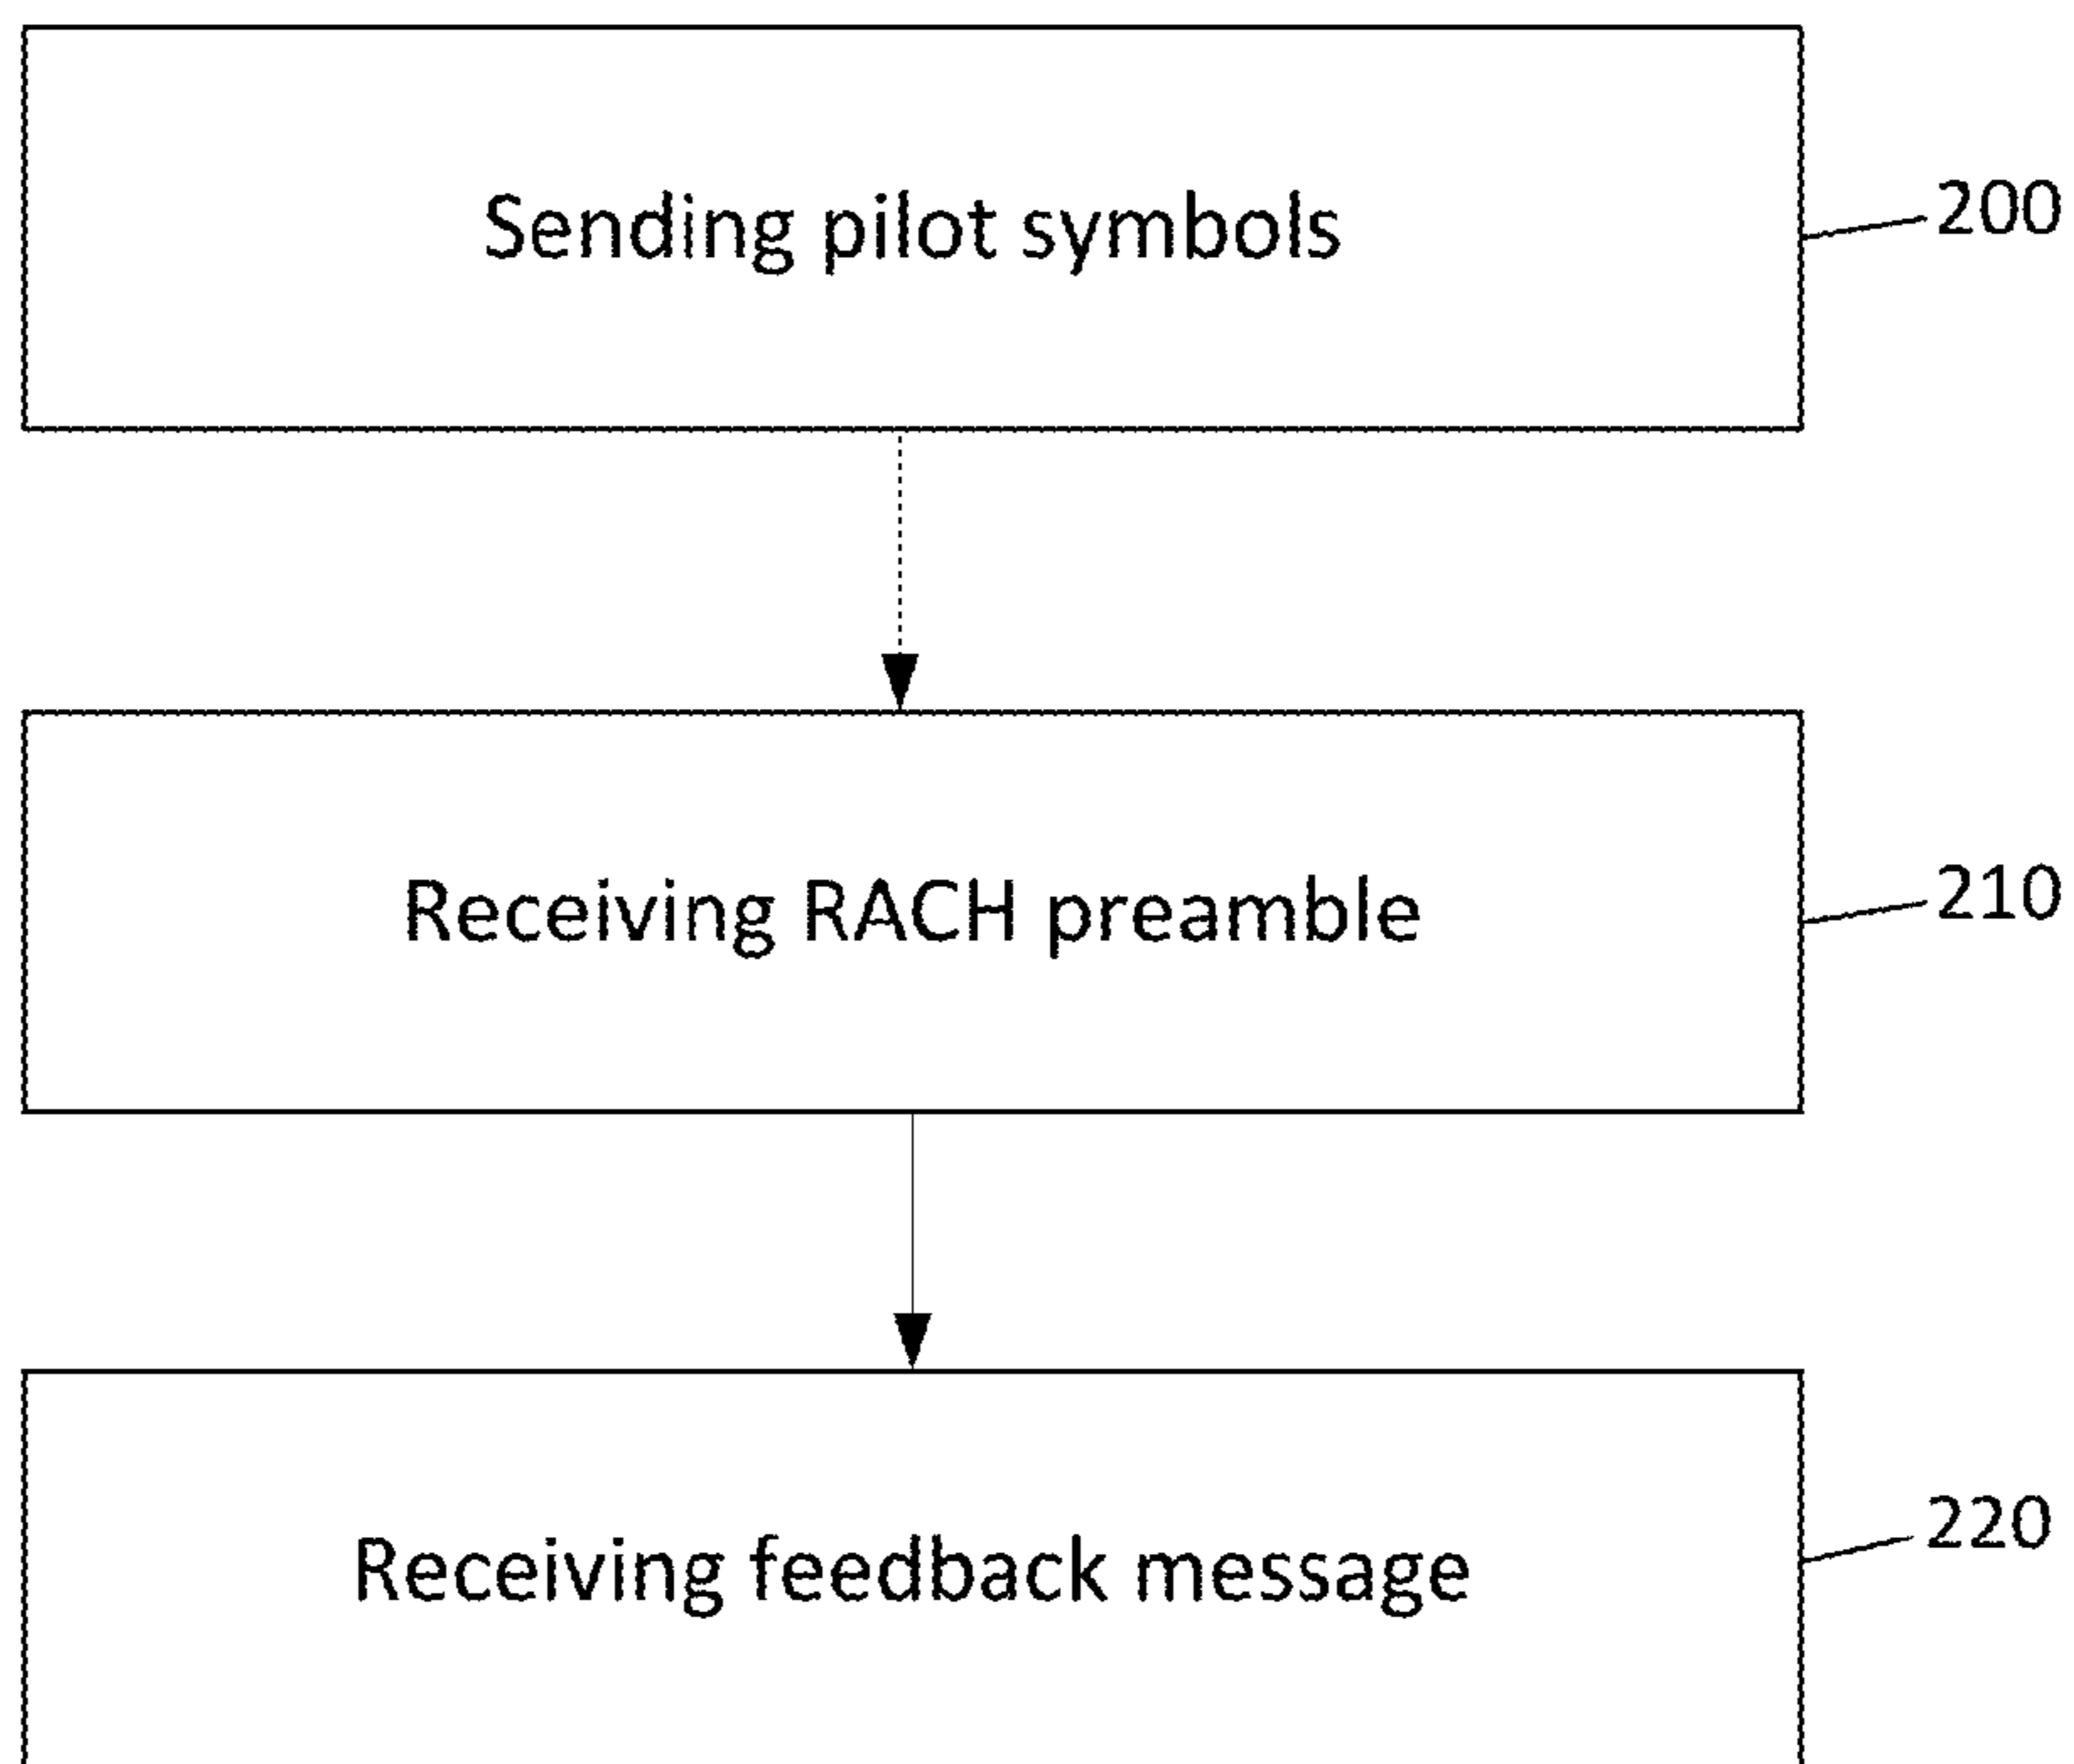 Sending pilot symbols
200
Receiving RACH preamble
210
Receiving feedback message
220